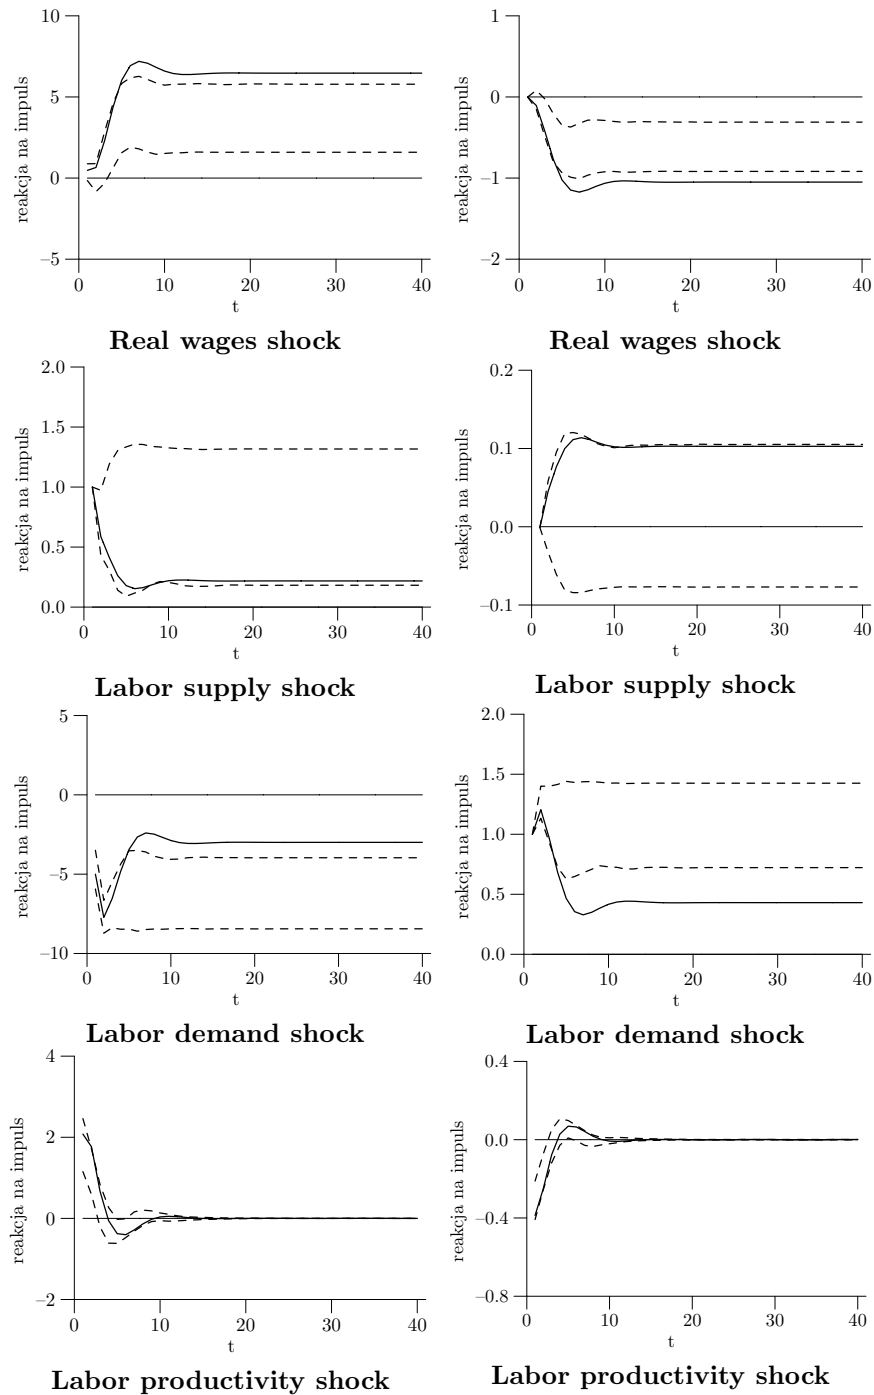 10
5
0
−5
0 10 20 30 40
t
reakcja na impuls
Real wages shock
1
0
−1
−2
0 10 20 30 40
t
reakcja na impuls
Real wages shock
2.0
1.5
1.0
0.5
0.0
0 10 20 30 40
t
reakcja na impuls
Labor supply shock
0.2
0.1
0.0
−0.1
0 10 20 30 40
t
reakcja na impuls
Labor supply shock
5
0
−5
−10
0 10 20 30 40
t
reakcja na impuls
Labor demand shock
2.0
1.5
1.0
0.5
0.0
0 10 20 30 40
t
reakcja na impuls
Labor demand shock
4
2
0
−2
0 10 20 30 40
t
reakcja na impuls
Labor productivity shock
0.4
0.0
−0.4
−0.8
0 10 20 30 40
t
reakcja na impuls
Labor productivity shock